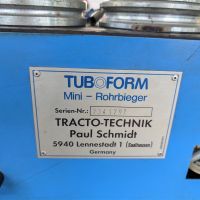 TUBOFORM
Mini - Rohrbieger
Serien-Nr.:
TRACTO-TECHNIK
Paul Schmidt
5940 Lennestadt 1 (Saalhausen)
Germany